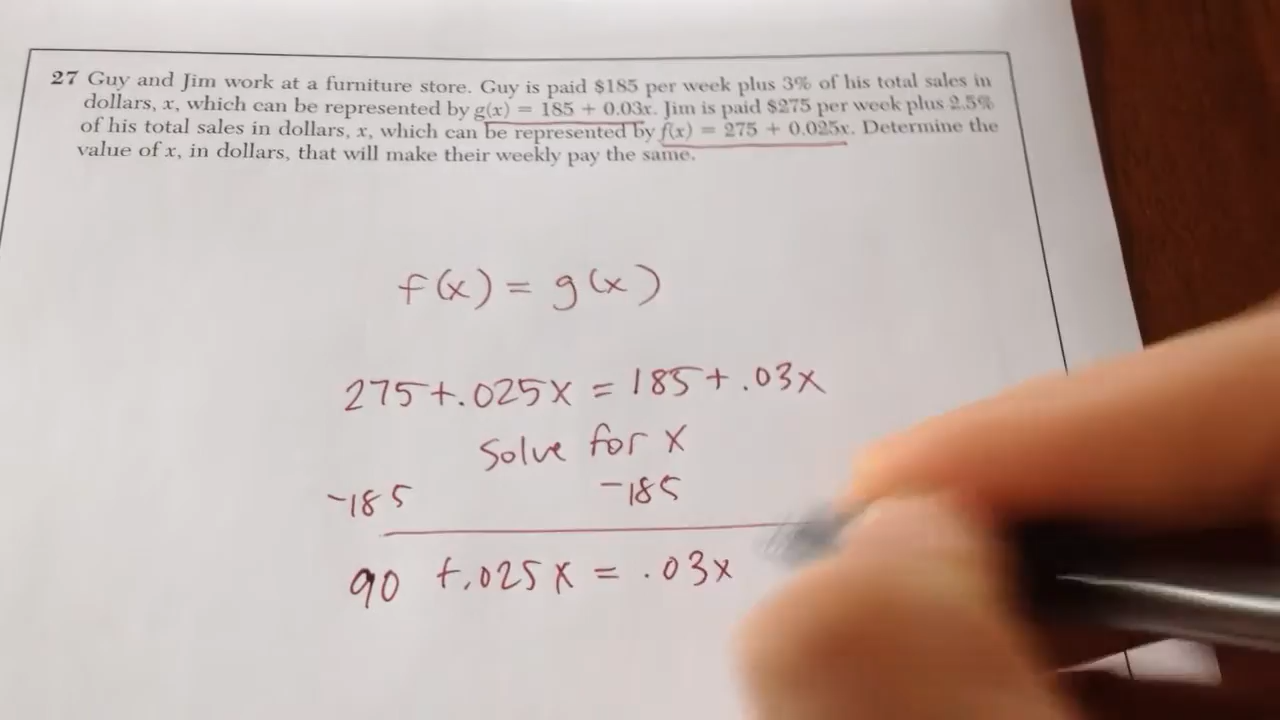 27 Guy and Jim work at a furniture store. Guy is paid $185 per week plus 3% of his total sales in
dollars, x, which can be represented by g(x) = 185 + 0.03x. Jim is paid $275 per week plus 2.5%
of his total sales in dollars, x, which can be represented by f(x) = 275 + 0.025x. Determine the
value of x, in dollars, that will make their weekly pay the same.
f(x) = g(x)
275+.025x = 185+.03x
Solve for x
-185 -185
90 +.025x = .03x